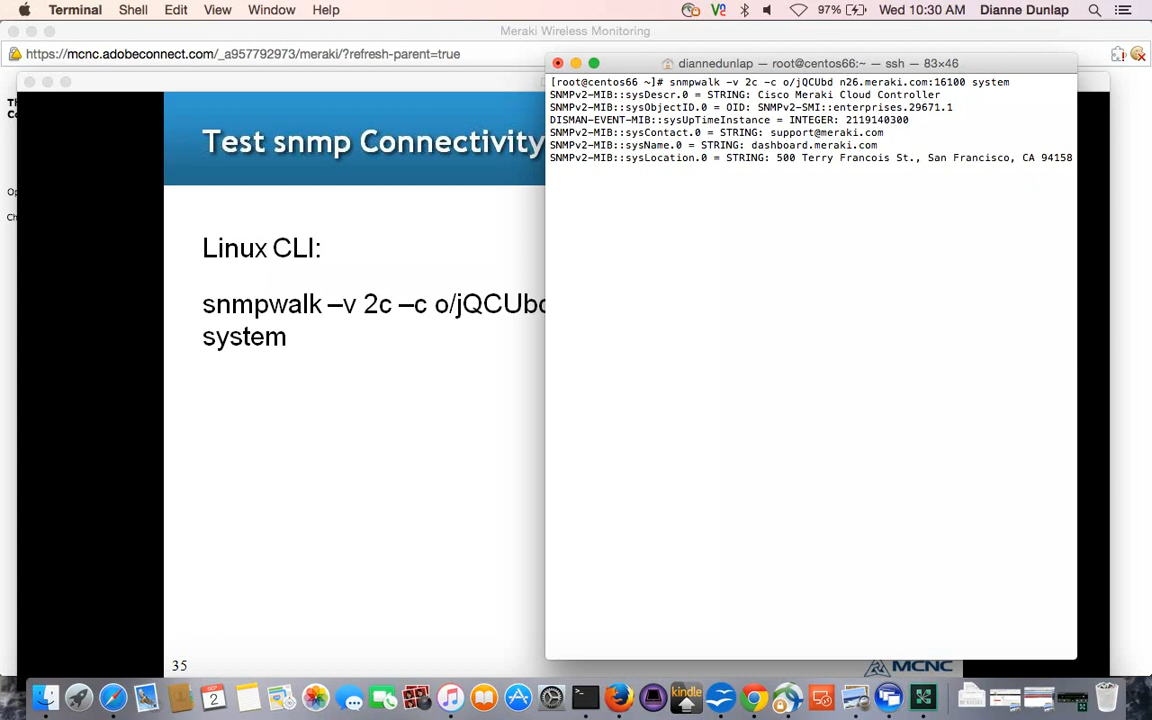 Terminal Shell Edit View Window Help 97% Wed 10:30 AM Dianne Dunlap
Meraki Wireless Monitoring
https://mcnc.adobeconnect.com/_a957792973/meraki/?refresh-parent=true
diannedunlap — root@centos66:~ — ssh — 83×46
[root@centos66 ~]# snmpwalk -v 2c -c o/jQCUbd n26.meraki.com:16100 system
SNMPv2-MIB::sysDescr.0 = STRING: Cisco Meraki Cloud Controller
SNMPv2-MIB::sysObjectID.0 = OID: SNMPv2-SMI::enterprises.29671.1
DISMAN-EVENT-MIB::sysUpTimeInstance = INTEGER: 2119140300
SNMPv2-MIB::sysContact.0 = STRING: support@meraki.com
SNMPv2-MIB::sysName.0 = STRING: dashboard.meraki.com
SNMPv2-MIB::sysLocation.0 = STRING: 500 Terry Francois St., San Francisco, CA 94158
Test snmp Connectivity
Linux CLI:
snmpwalk –v 2c –c o/jQCUb
system
35
MCNC
SEP
2
kindle